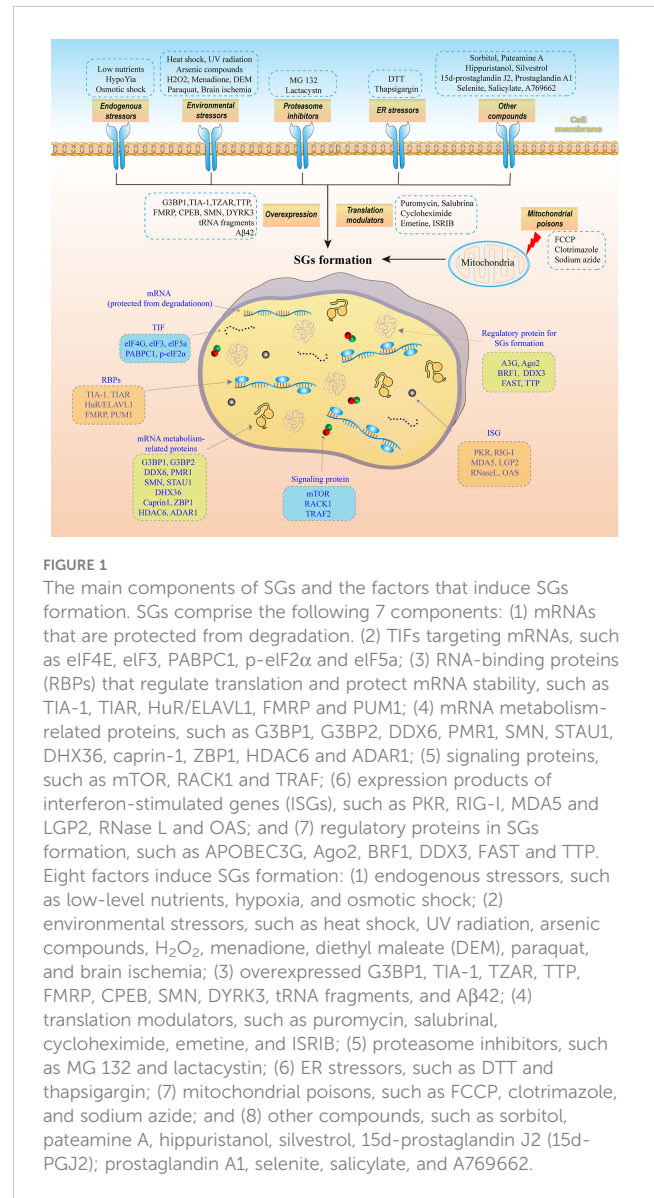 Low nutrients
HypoYia
Osmotic shock
Heat shock, UV radiation
Arsenic compounds
H2O2, Menadione, DEM
Paraquat, Brain ischemia
MG 132
Lactacystn
DTT
Thapsigargin
Sorbitol, Pateamine A
Hippuristanol, Silvestrol
15d-prostaglandin J2, Prostaglandin A1
Selenite, Salicylate, A769662
Endogenous
stressors
Environmental
stressors
Proteasome
inhibitors
ER stressors
Other
compounds
Cell
membrane
G3BP1,TIA-1,TZAR,TTP,
FMRP, CPEB, SMN, DYRK3
tRNA fragments
Aβ42
Overexpression
Translation
modulators
Puromycin, Salubrina
Cycloheximide
Emetine, ISRIB
Mitochondrial
poisons
FCCP
Clotrimazole
Sodium azide
SGs formation
Mitochondria
mRNA
(protected from degradationon)
TIF
eIF4G, eIF3, eIF5a
PABPC1, p-eIF2α
Regulatory protein for
SGs formation
A3G, Ago2
BRF1, DDX3
FAST, TTP
RBPs
TIA-1, TIAR
HuR/ELAVL1
FMRP, PUM1
mRNA metabolism-
related proteins
G3BP1, G3BP2
DDX6, PMR1
SMN, STAU1
DHX36
Caprin1, ZBP1
HDAC6, ADAR1
Signaling protein
mTOR
RACK1
TRAF2
ISG
PKR, RIG-I
MDA5, LGP2
RNaseL, OAS
FIGURE 1
The main components of SGs and the factors that induce SGs
formation. SGs comprise the following 7 components: (1) mRNAs
that are protected from degradation. (2) TIFs targeting mRNAs, such
as eIF4E, eIF3, PABPC1, p-eIF2α and eIF5a; (3) RNA-binding proteins
(RBPs) that regulate translation and protect mRNA stability, such as
TIA-1, TIAR, HuR/ELAVL1, FMRP and PUM1; (4) mRNA metabolism-
related proteins, such as G3BP1, G3BP2, DDX6, PMR1, SMN, STAU1,
DHX36, caprin-1, ZBP1, HDAC6 and ADAR1; (5) signaling proteins,
such as mTOR, RACK1 and TRAF; (6) expression products of
interferon-stimulated genes (ISGs), such as PKR, RIG-I, MDA5 and
LGP2, RNase L and OAS; and (7) regulatory proteins in SGs
formation, such as APOBEC3G, Ago2, BRF1, DDX3, FAST and TTP.
Eight factors induce SGs formation: (1) endogenous stressors, such
as low-level nutrients, hypoxia, and osmotic shock; (2)
environmental stressors, such as heat shock, UV radiation, arsenic
compounds, H₂O₂, menadione, diethyl maleate (DEM), paraquat,
and brain ischemia; (3) overexpressed G3BP1, TIA-1, TZAR, TTP,
FMRP, CPEB, SMN, DYRK3, tRNA fragments, and Aβ42; (4)
translation modulators, such as puromycin, salubrinal,
cycloheximide, emetine, and ISRIB; (5) proteasome inhibitors, such
as MG 132 and lactacystin; (6) ER stressors, such as DTT and
thapsigargin; (7) mitochondrial poisons, such as FCCP, clotrimazole,
and sodium azide; and (8) other compounds, such as sorbitol,
pateamine A, hippuristanol, silvestrol, 15d-prostaglandin J2 (15d-
PGJ2); prostaglandin A1, selenite, salicylate, and A769662.